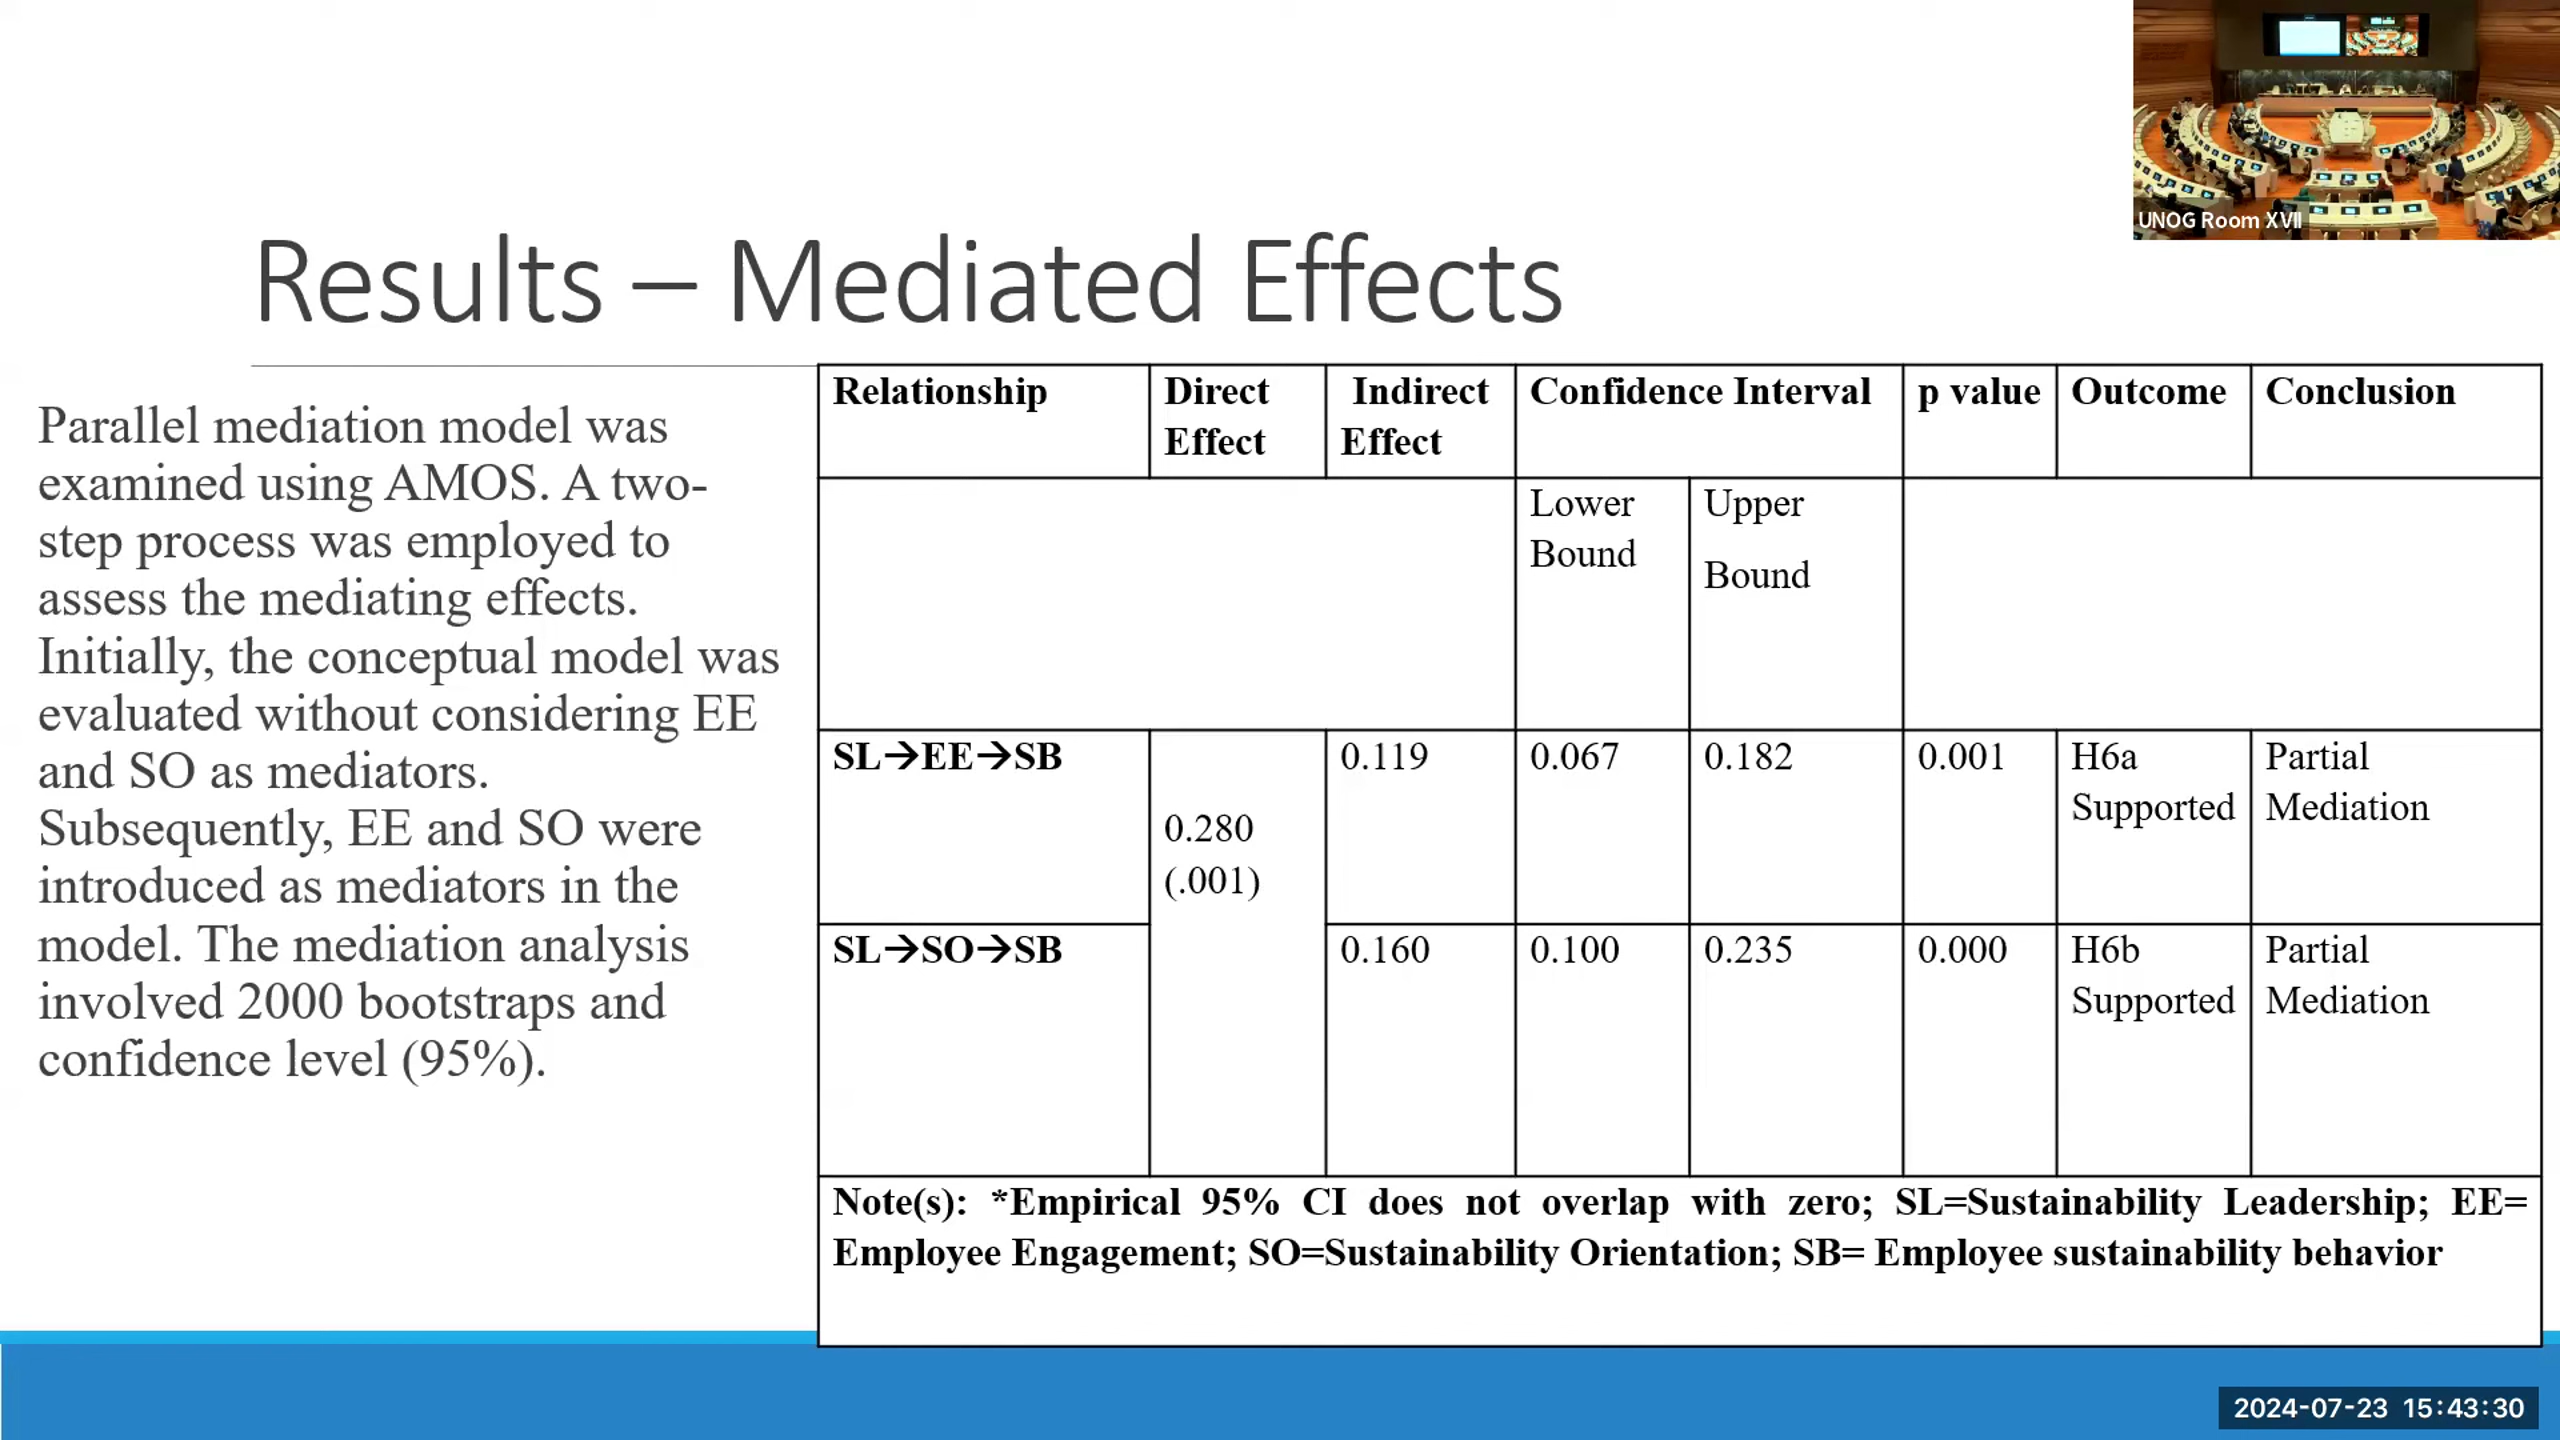 UNOG Room XVII
Results – Mediated Effects
Parallel mediation model was
examined using AMOS. A two-
step process was employed to
assess the mediating effects.
Initially, the conceptual model was
evaluated without considering EE
and SO as mediators.
Subsequently, EE and SO were
introduced as mediators in the
model. The mediation analysis
involved 2000 bootstraps and
confidence level (95%).
Relationship
Direct
Effect
Indirect
Effect
Confidence Interval
p value
Outcome
Conclusion
Lower
Bound
Upper
Bound
SL→EE→SB
0.280
(.001)
0.119
0.067
0.182
0.001
H6a
Supported
Partial
Mediation
SL→SO→SB
0.160
0.100
0.235
0.000
H6b
Supported
Partial
Mediation
Note(s): *Empirical 95% CI does not overlap with zero; SL=Sustainability Leadership; EE=
Employee Engagement; SO=Sustainability Orientation; SB= Employee sustainability behavior
2024-07-23 15:43:30